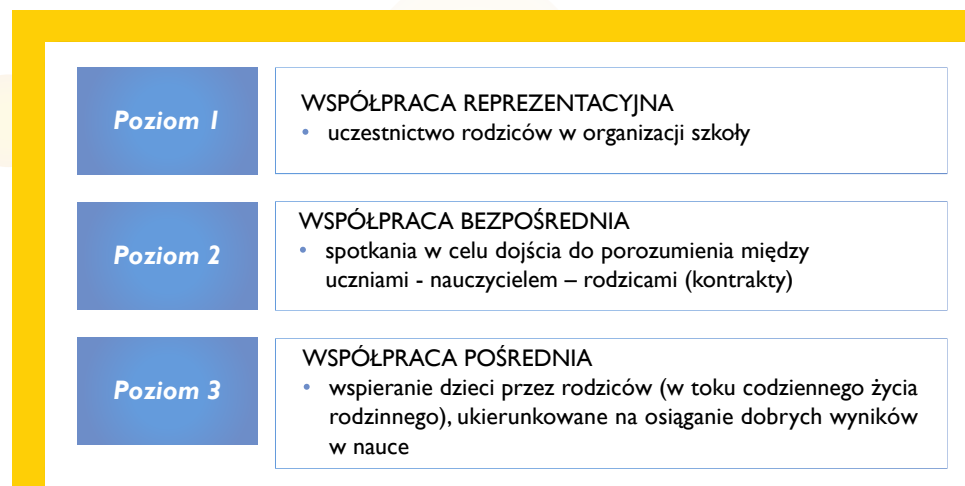 Poziom 1
WSPÓŁPRACA REPREZENTACYJNA
• uczestnictwo rodziców w organizacji szkoły
Poziom 2
WSPÓŁPRACA BEZPOŚREDNIA
• spotkania w celu dojścia do porozumienia między
uczniami - nauczycielem – rodzicami (kontrakty)
Poziom 3
WSPÓŁPRACA POŚREDNIA
• wspieranie dzieci przez rodziców (w toku codziennego życia
rodzinnego), ukierunkowane na osiąganie dobrych wyników
w nauce